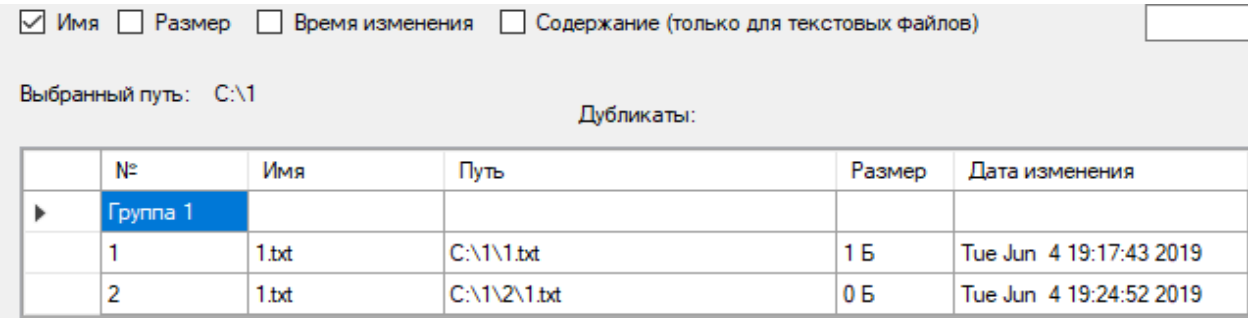 Имя Размер Время изменения Содержание (только для текстовых файлов)
Выбранный путь: C:\1
Дубликаты:
№ Имя Путь Размер Дата изменения
Группа 1
1 1.txt C:\1\1.txt 1 Б Tue Jun 4 19:17:43 2019
2 1.txt C:\1\2\1.txt 0 Б Tue Jun 4 19:24:52 2019